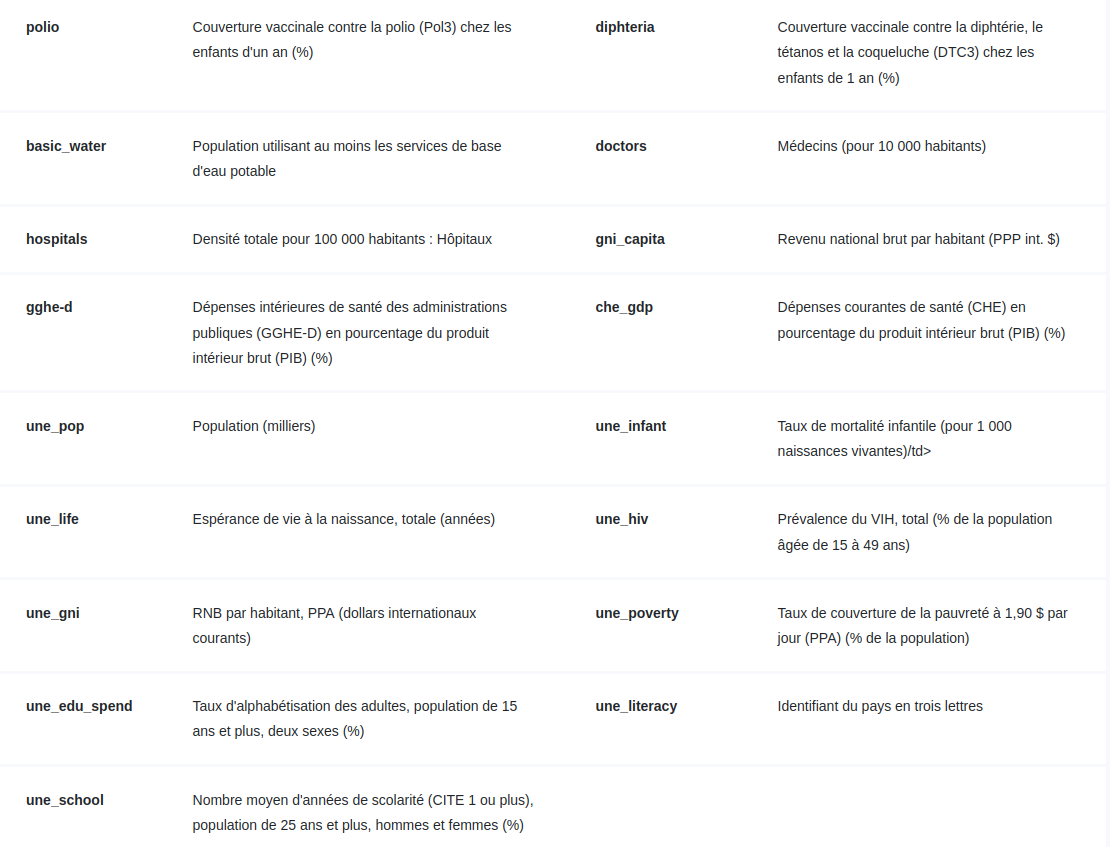 polio
Couverture vaccinale contre la polio (Pol3) chez les
enfants d'un an (%)
diphteria
Couverture vaccinale contre la diphtérie, le
tétanos et la coqueluche (DTC3) chez les
enfants de 1 an (%)
basic_water
Population utilisant au moins les services de base
d'eau potable
doctors
Médecins (pour 10 000 habitants)
hospitals
Densité totale pour 100 000 habitants : Hôpitaux
gni_capita
Revenu national brut par habitant (PPP int. $)
gghe-d
Dépenses intérieures de santé des administrations
publiques (GGHE-D) en pourcentage du produit
intérieur brut (PIB) (%)
che_gdp
Dépenses courantes de santé (CHE) en
pourcentage du produit intérieur brut (PIB) (%)
une_pop
Population (milliers)
une_infant
Taux de mortalité infantile (pour 1 000
naissances vivantes)/td>
une_life
Espérance de vie à la naissance, totale (années)
une_hiv
Prévalence du VIH, total (% de la population
âgée de 15 à 49 ans)
une_gni
RNB par habitant, PPA (dollars internationaux
courants)
une_poverty
Taux de couverture de la pauvreté à 1,90 $ par
jour (PPA) (% de la population)
une_edu_spend
Taux d'alphabétisation des adultes, population de 15
ans et plus, deux sexes (%)
une_literacy
Identifiant du pays en trois lettres
une_school
Nombre moyen d'années de scolarité (CITE 1 ou plus),
population de 25 ans et plus, hommes et femmes (%)